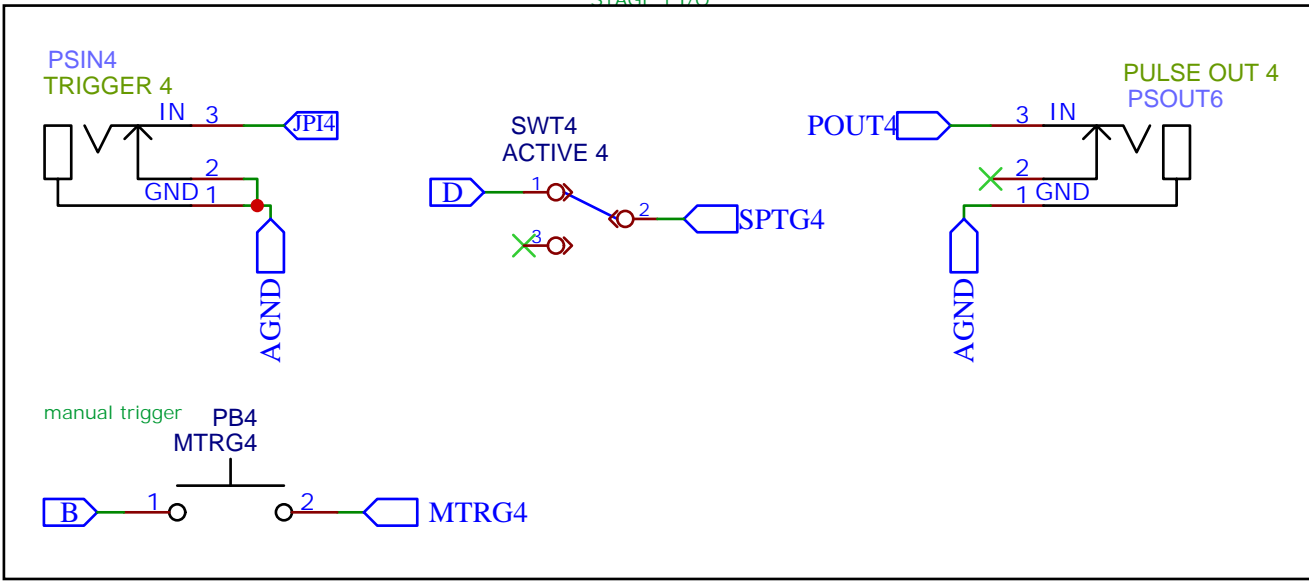 PSIN4
TRIGGER 4
IN 3
JPI4
2
GND 1
AGND
SWT4
ACTIVE 4
D
1
2
SPTG4
3
PULSE OUT 4
PSOUT6
POUT4
3 IN
2
1 GND
AGND
manual trigger
PB4
MTRG4
B
1
2
MTRG4